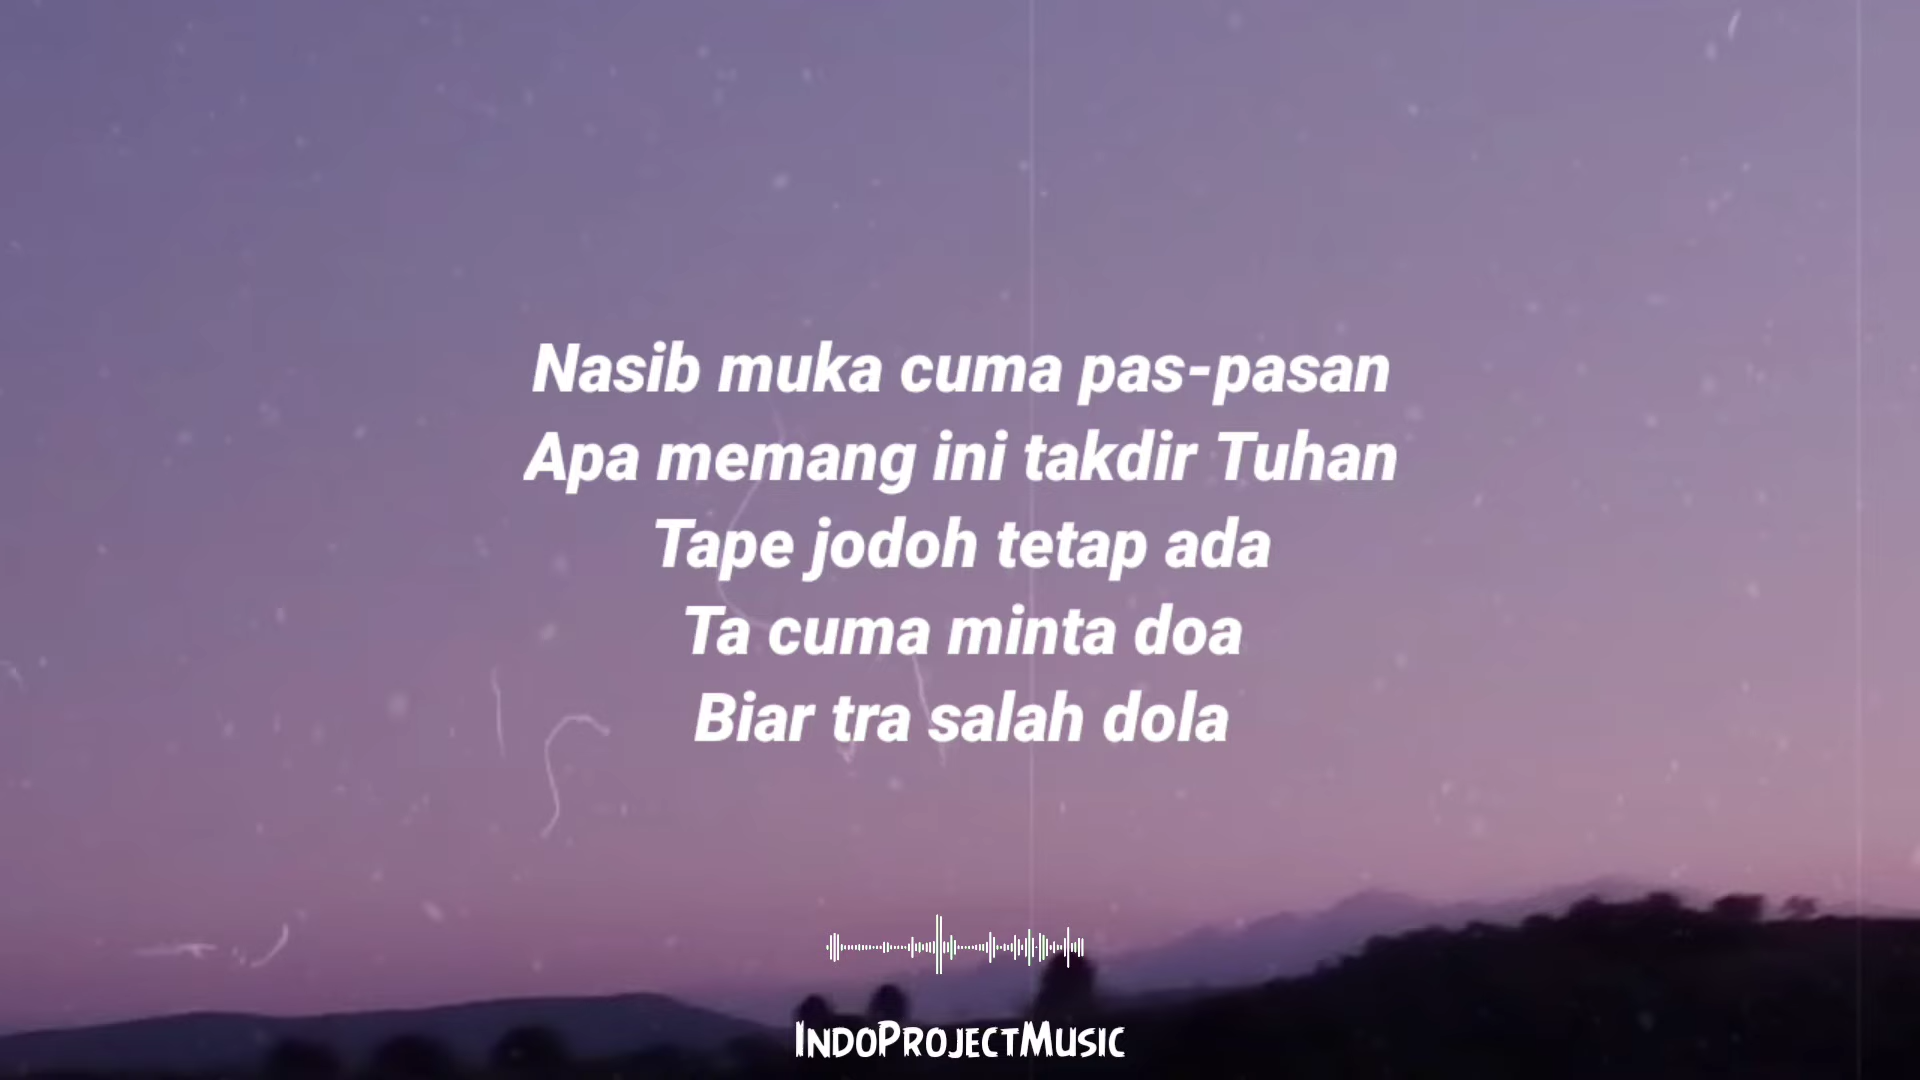 Nasib muka cuma pas-pasan
Apa memang ini takdir Tuhan
Tape jodoh tetap ada
Ta cuma minta doa
Biar tra salah dola
IndoProjectMusic